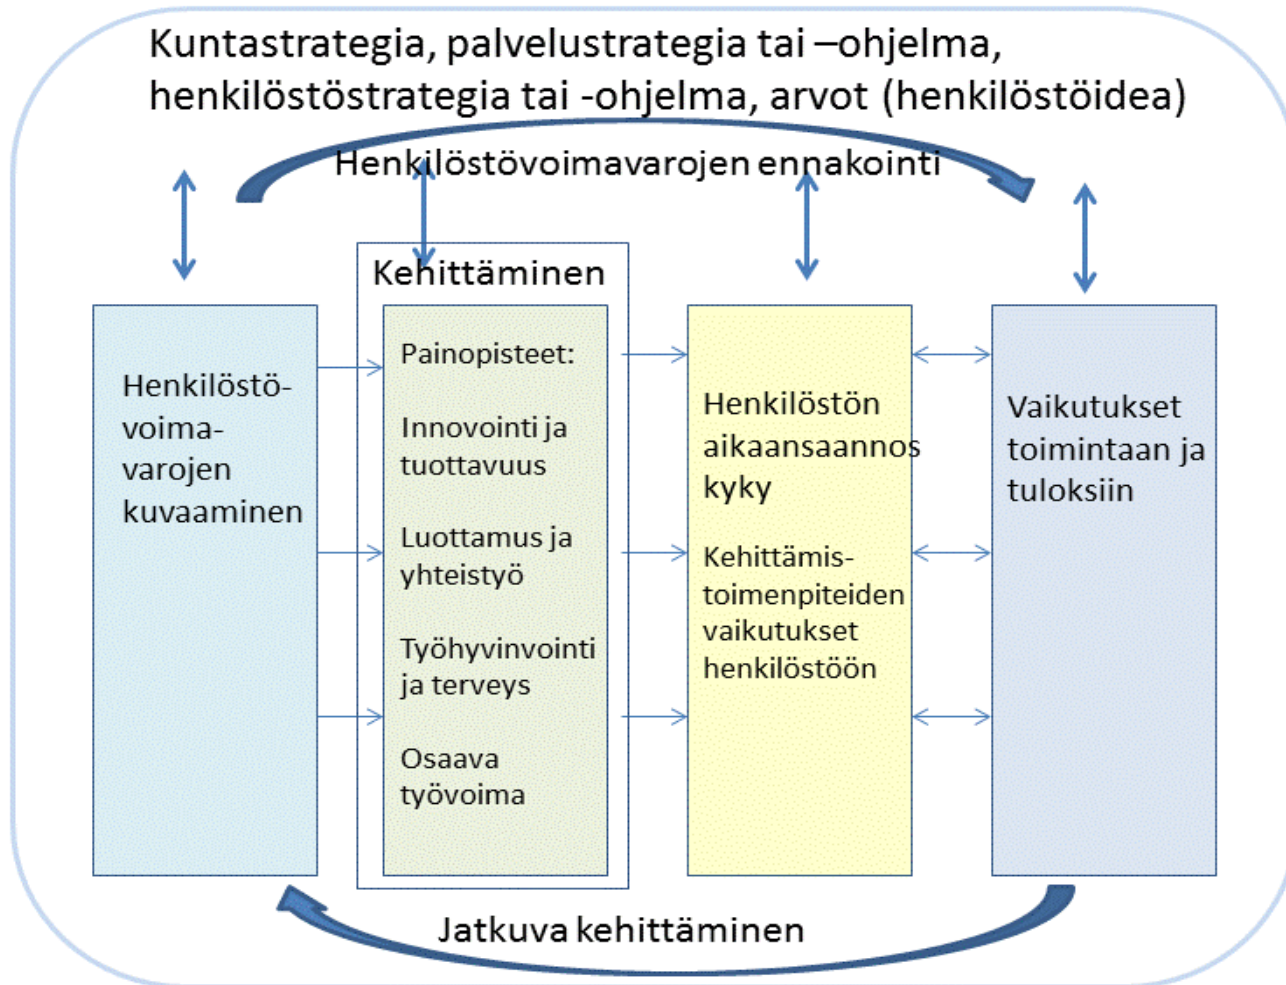 Kuntastrategia, palvelustrategia tai –ohjelma,
henkilöstöstrategia tai -ohjelma, arvot (henkilöstöidea)
Henkilöstövoimavarojen ennakointi
Henkilöstö-
voima-
varojen
kuvaaminen
Kehittäminen
Painopisteet:
Innovointi ja
tuottavuus
Luottamus ja
yhteistyö
Työhyvinvointi
ja terveys
Osaava
työvoima
Henkilöstön
aikaansaannos
kyky
Kehittämis-
toimenpiteiden
vaikutukset
henkilöstöön
Vaikutukset
toimintaan ja
tuloksiin
Jatkuva kehittäminen